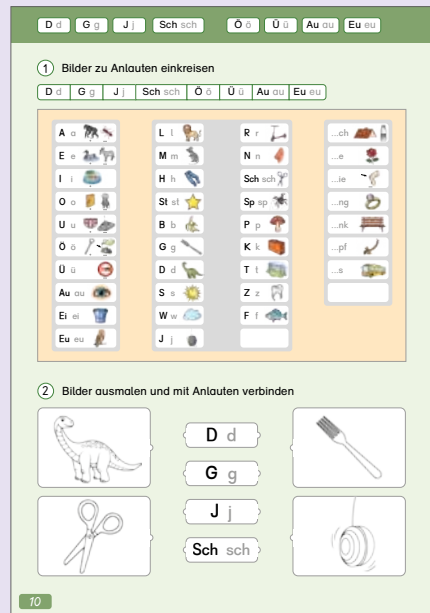 D d G g J j Sch sch Ö ö Ü ü Au au Eu eu
1 Bilder zu Anlauten einkreisen
D d G g J j Sch sch Ö ö Ü ü Au au Eu eu
A a
E e
I i
O o
U u
Ö ö
Ü ü
Au au
Ei ei
Eu eu
L l
M m
H h
St st
B b
G g
D d
S s
W w
J j
R r
N n
Sch sch
Sp sp
P p
K k
T t
Z z
F f
...ch
...e
...ie
...ng
...nk
...pf
...s
2 Bilder ausmalen und mit Anlauten verbinden
D d
G g
J j
Sch sch
10